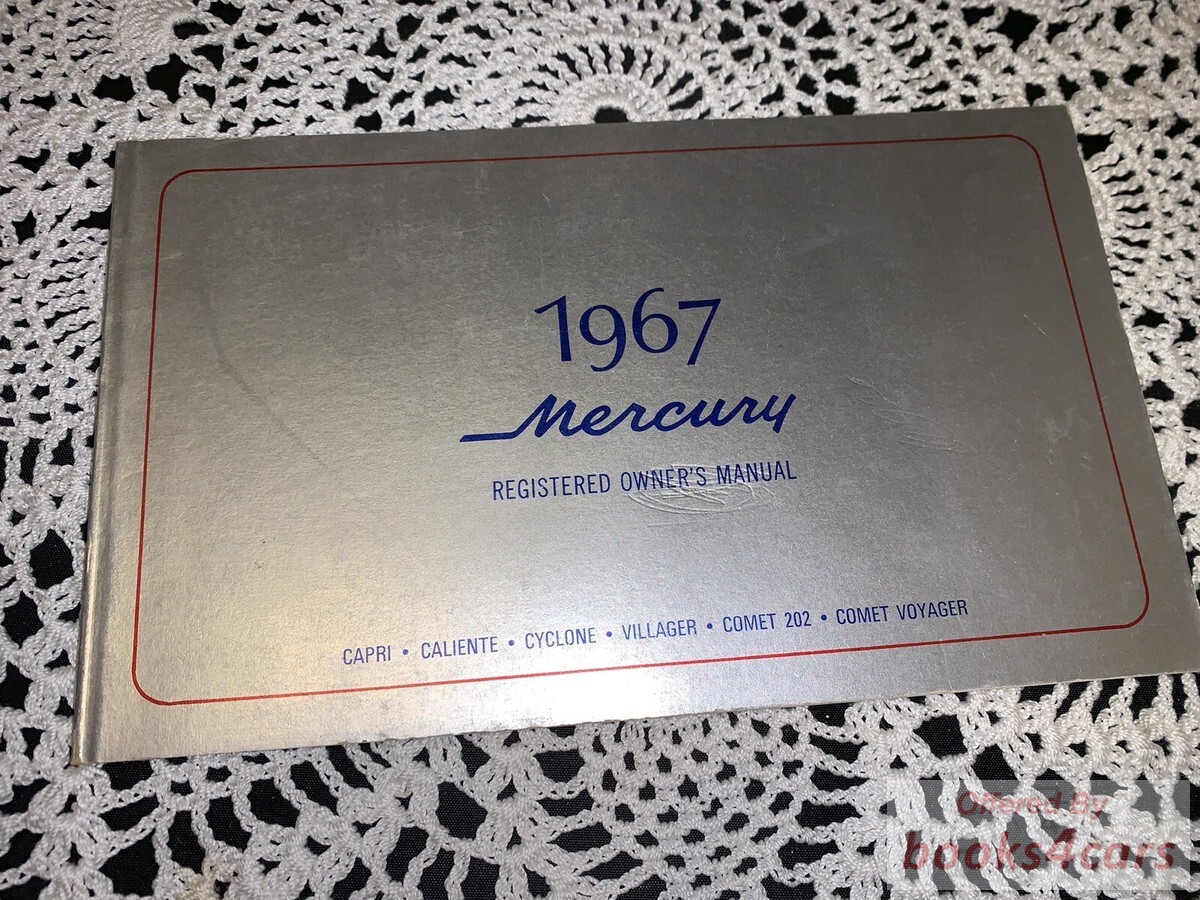 1967
Mercury
REGISTERED OWNER'S MANUAL
CAPRI • CALIENTE • CYCLONE • VILLAGER • COMET 202 • COMET VOYAGER
Offered By
books4cars